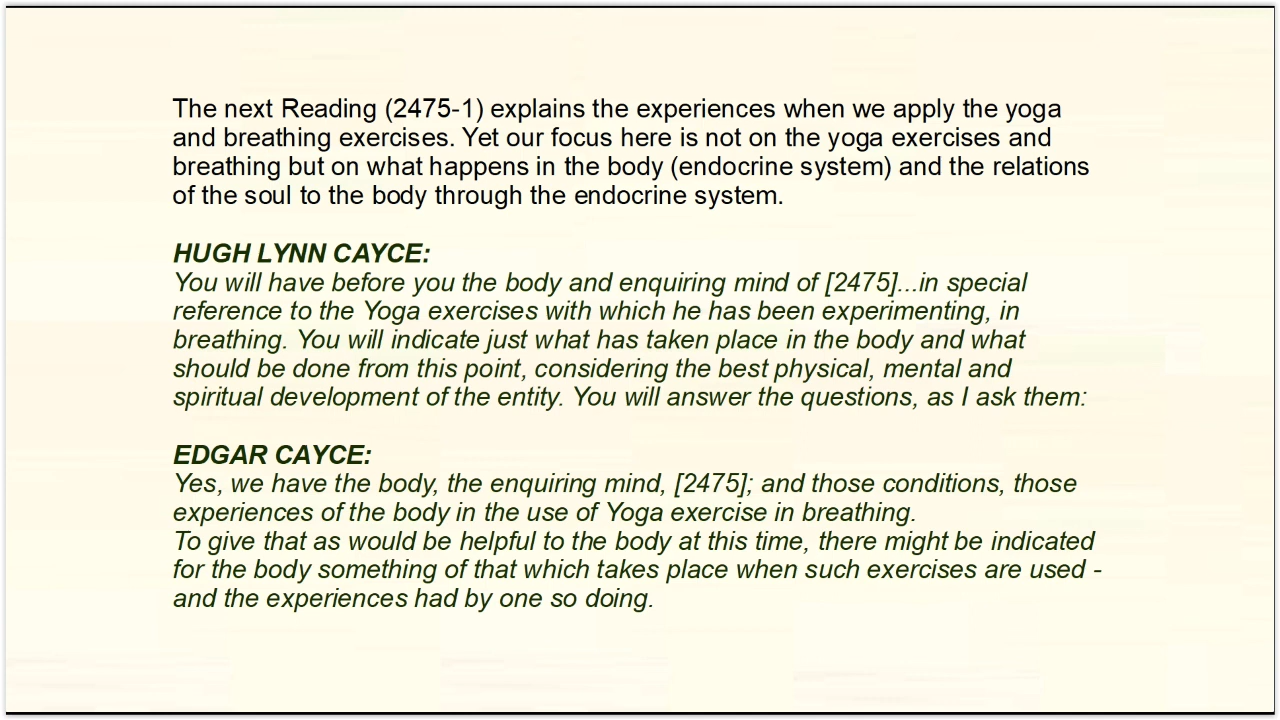 The next Reading (2475-1) explains the experiences when we apply the yoga
and breathing exercises. Yet our focus here is not on the yoga exercises and
breathing but on what happens in the body (endocrine system) and the relations
of the soul to the body through the endocrine system.
HUGH LYNN CAYCE:
You will have before you the body and enquiring mind of [2475]...in special
reference to the Yoga exercises with which he has been experimenting, in
breathing. You will indicate just what has taken place in the body and what
should be done from this point, considering the best physical, mental and
spiritual development of the entity. You will answer the questions, as I ask them:
EDGAR CAYCE:
Yes, we have the body, the enquiring mind, [2475]; and those conditions, those
experiences of the body in the use of Yoga exercise in breathing.
To give that as would be helpful to the body at this time, there might be indicated
for the body something of that which takes place when such exercises are used -
and the experiences had by one so doing.